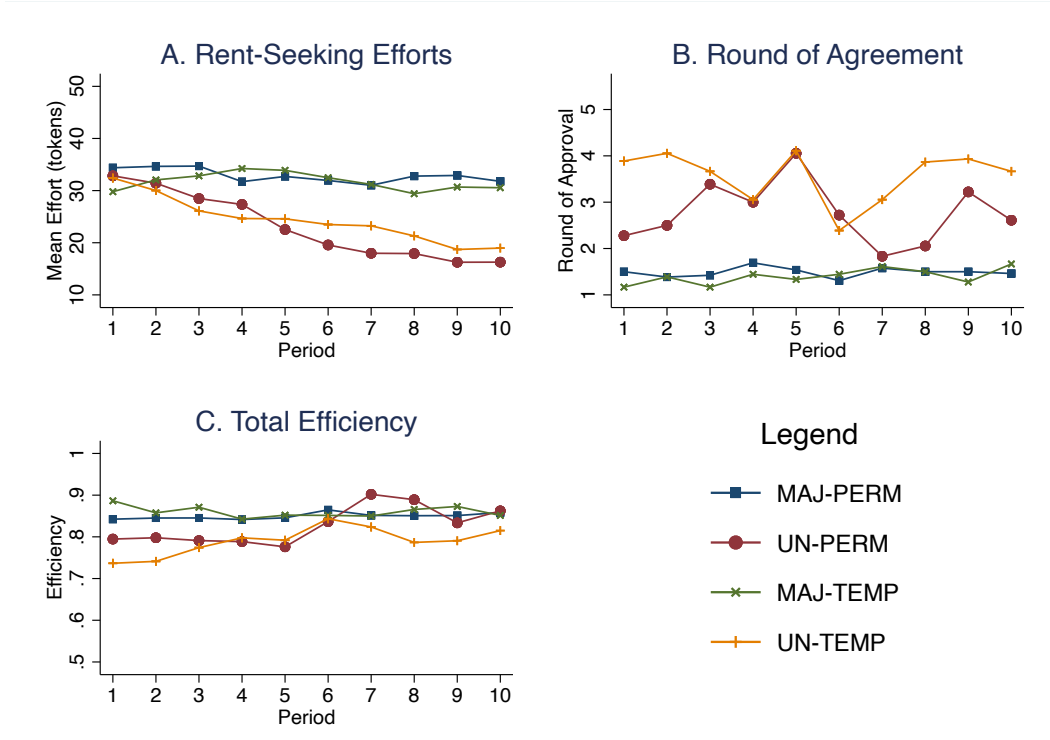 A. Rent-Seeking Efforts
Mean Effort (tokens)
50
40
30
20
10
1 2 3 4 5 6 7 8 9 10
Period
B. Round of Agreement
Round of Approval
5
4
3
2
1
1 2 3 4 5 6 7 8 9 10
Period
C. Total Efficiency
Efficiency
1
.9
.8
.7
.6
.5
1 2 3 4 5 6 7 8 9 10
Period
Legend
MAJ-PERM
UN-PERM
MAJ-TEMP
UN-TEMP